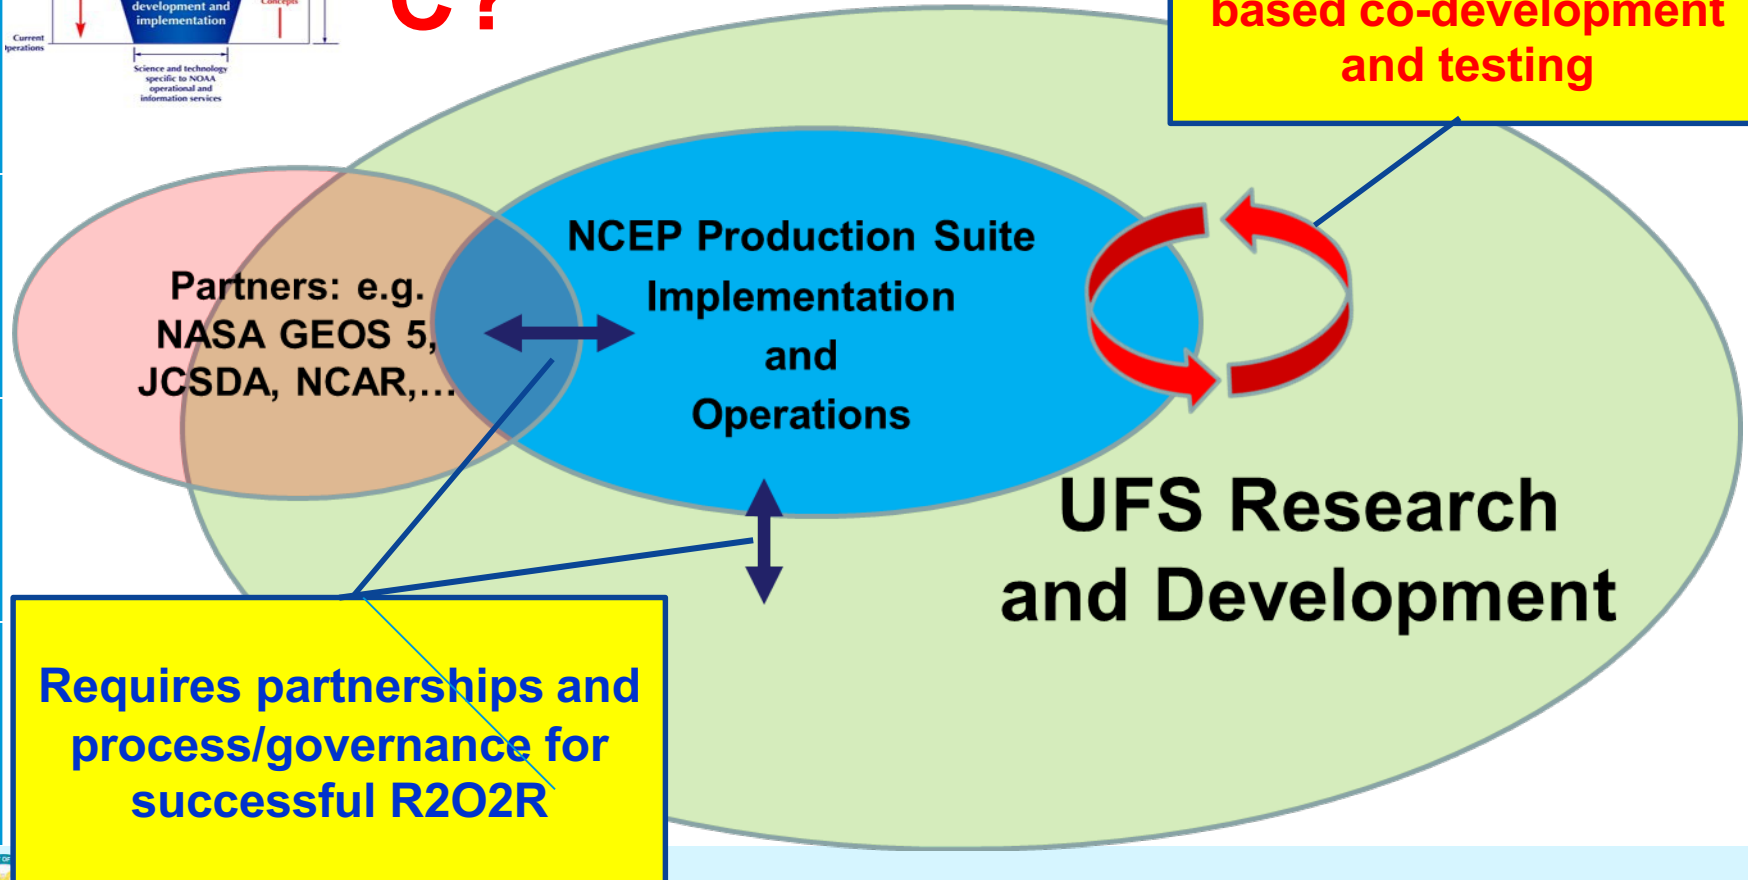 development and
implementation
Concepts
Current
Operations
Science and technology
specific to NOAA
operational and
information services
C?
based co-development
and testing
Partners: e.g.
NASA GEOS 5,
JCSDA, NCAR,…
NCEP Production Suite
Implementation
and
Operations
UFS Research
and Development
Requires partnerships and
process/governance for
successful R2O2R